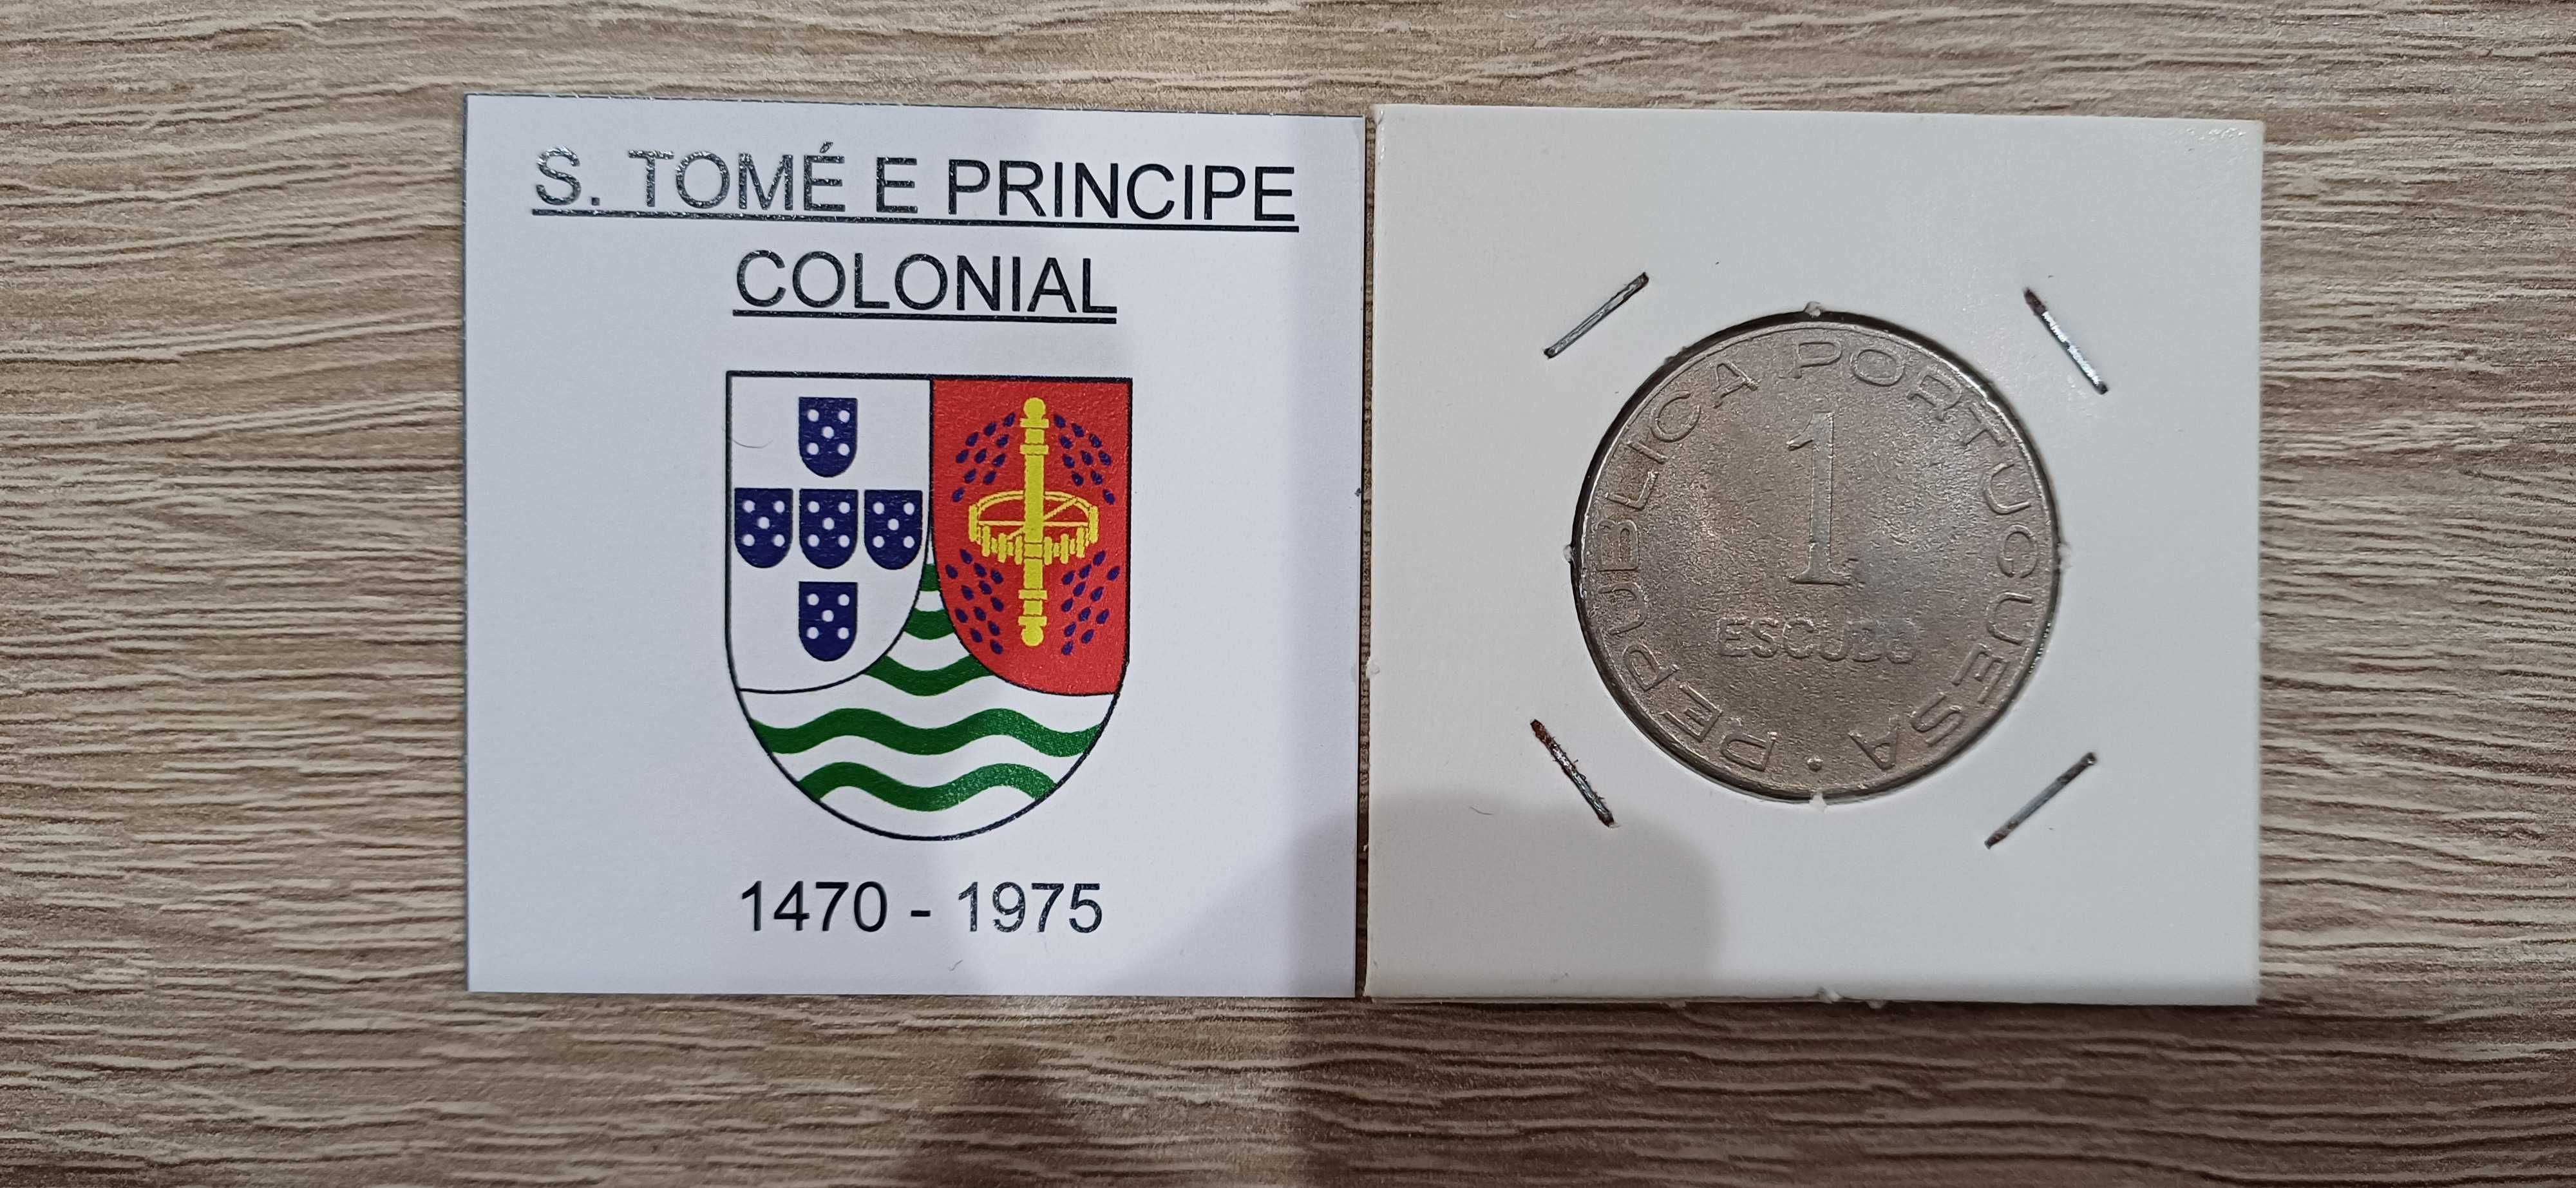 S. TOMÉ E PRINCIPE
COLONIAL
1470 - 1975
REPUBLICA PORTUGUESA
1
ESCUDO